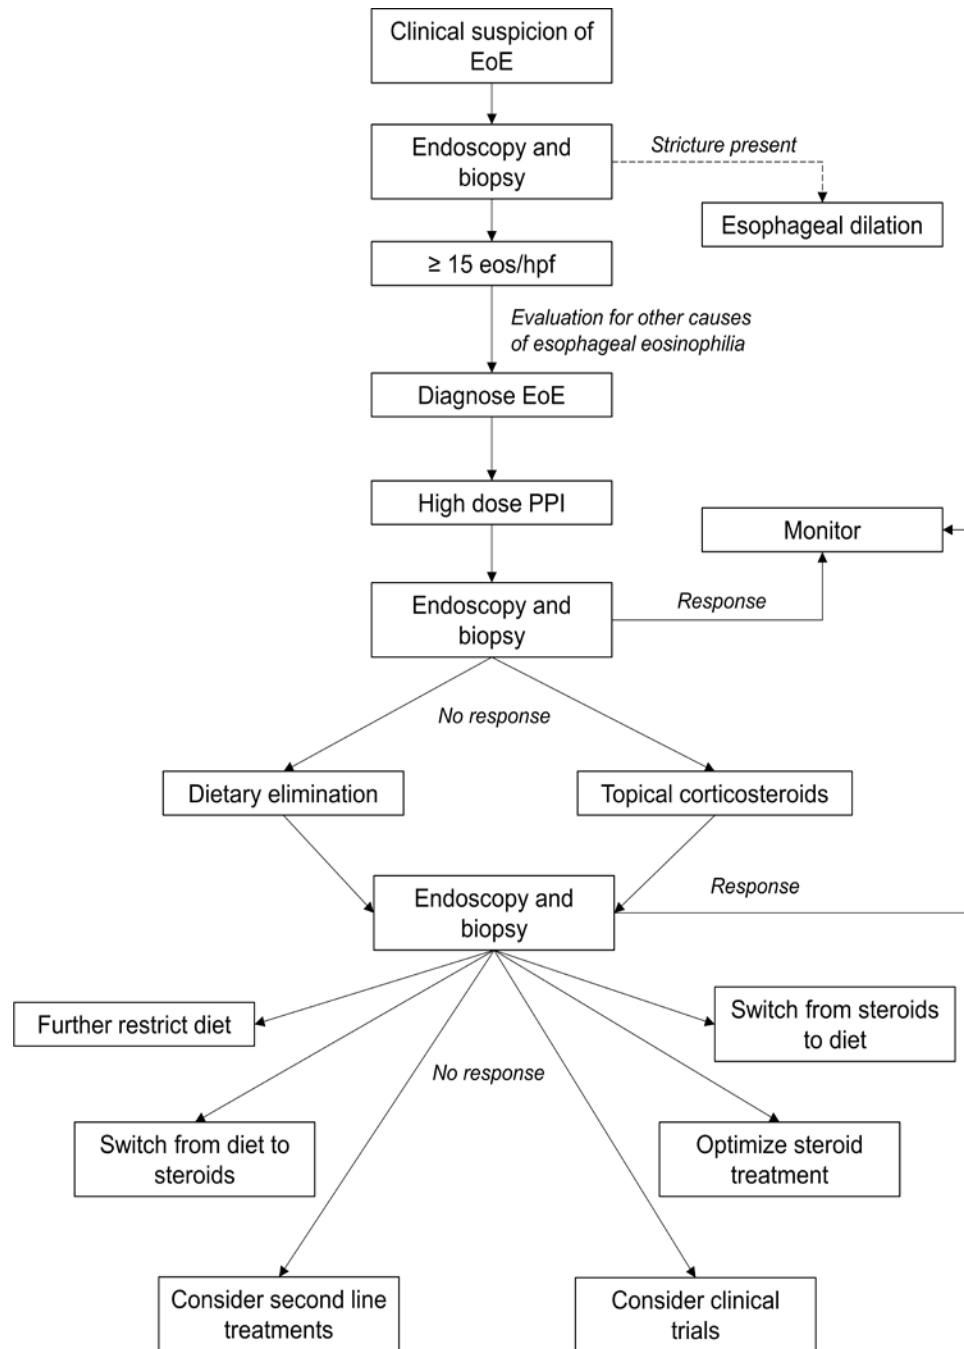 Clinical suspicion of
EoE
Endoscopy and
biopsy
Stricture present
Esophageal dilation
≥ 15 eos/hpf
Evaluation for other causes
of esophageal eosinophilia
Diagnose EoE
High dose PPI
Monitor
Endoscopy and
biopsy
Response
No response
Dietary elimination
Topical corticosteroids
Endoscopy and
biopsy
Response
Further restrict diet
Switch from steroids
to diet
No response
Switch from diet to
steroids
Optimize steroid
treatment
Consider second line
treatments
Consider clinical
trials